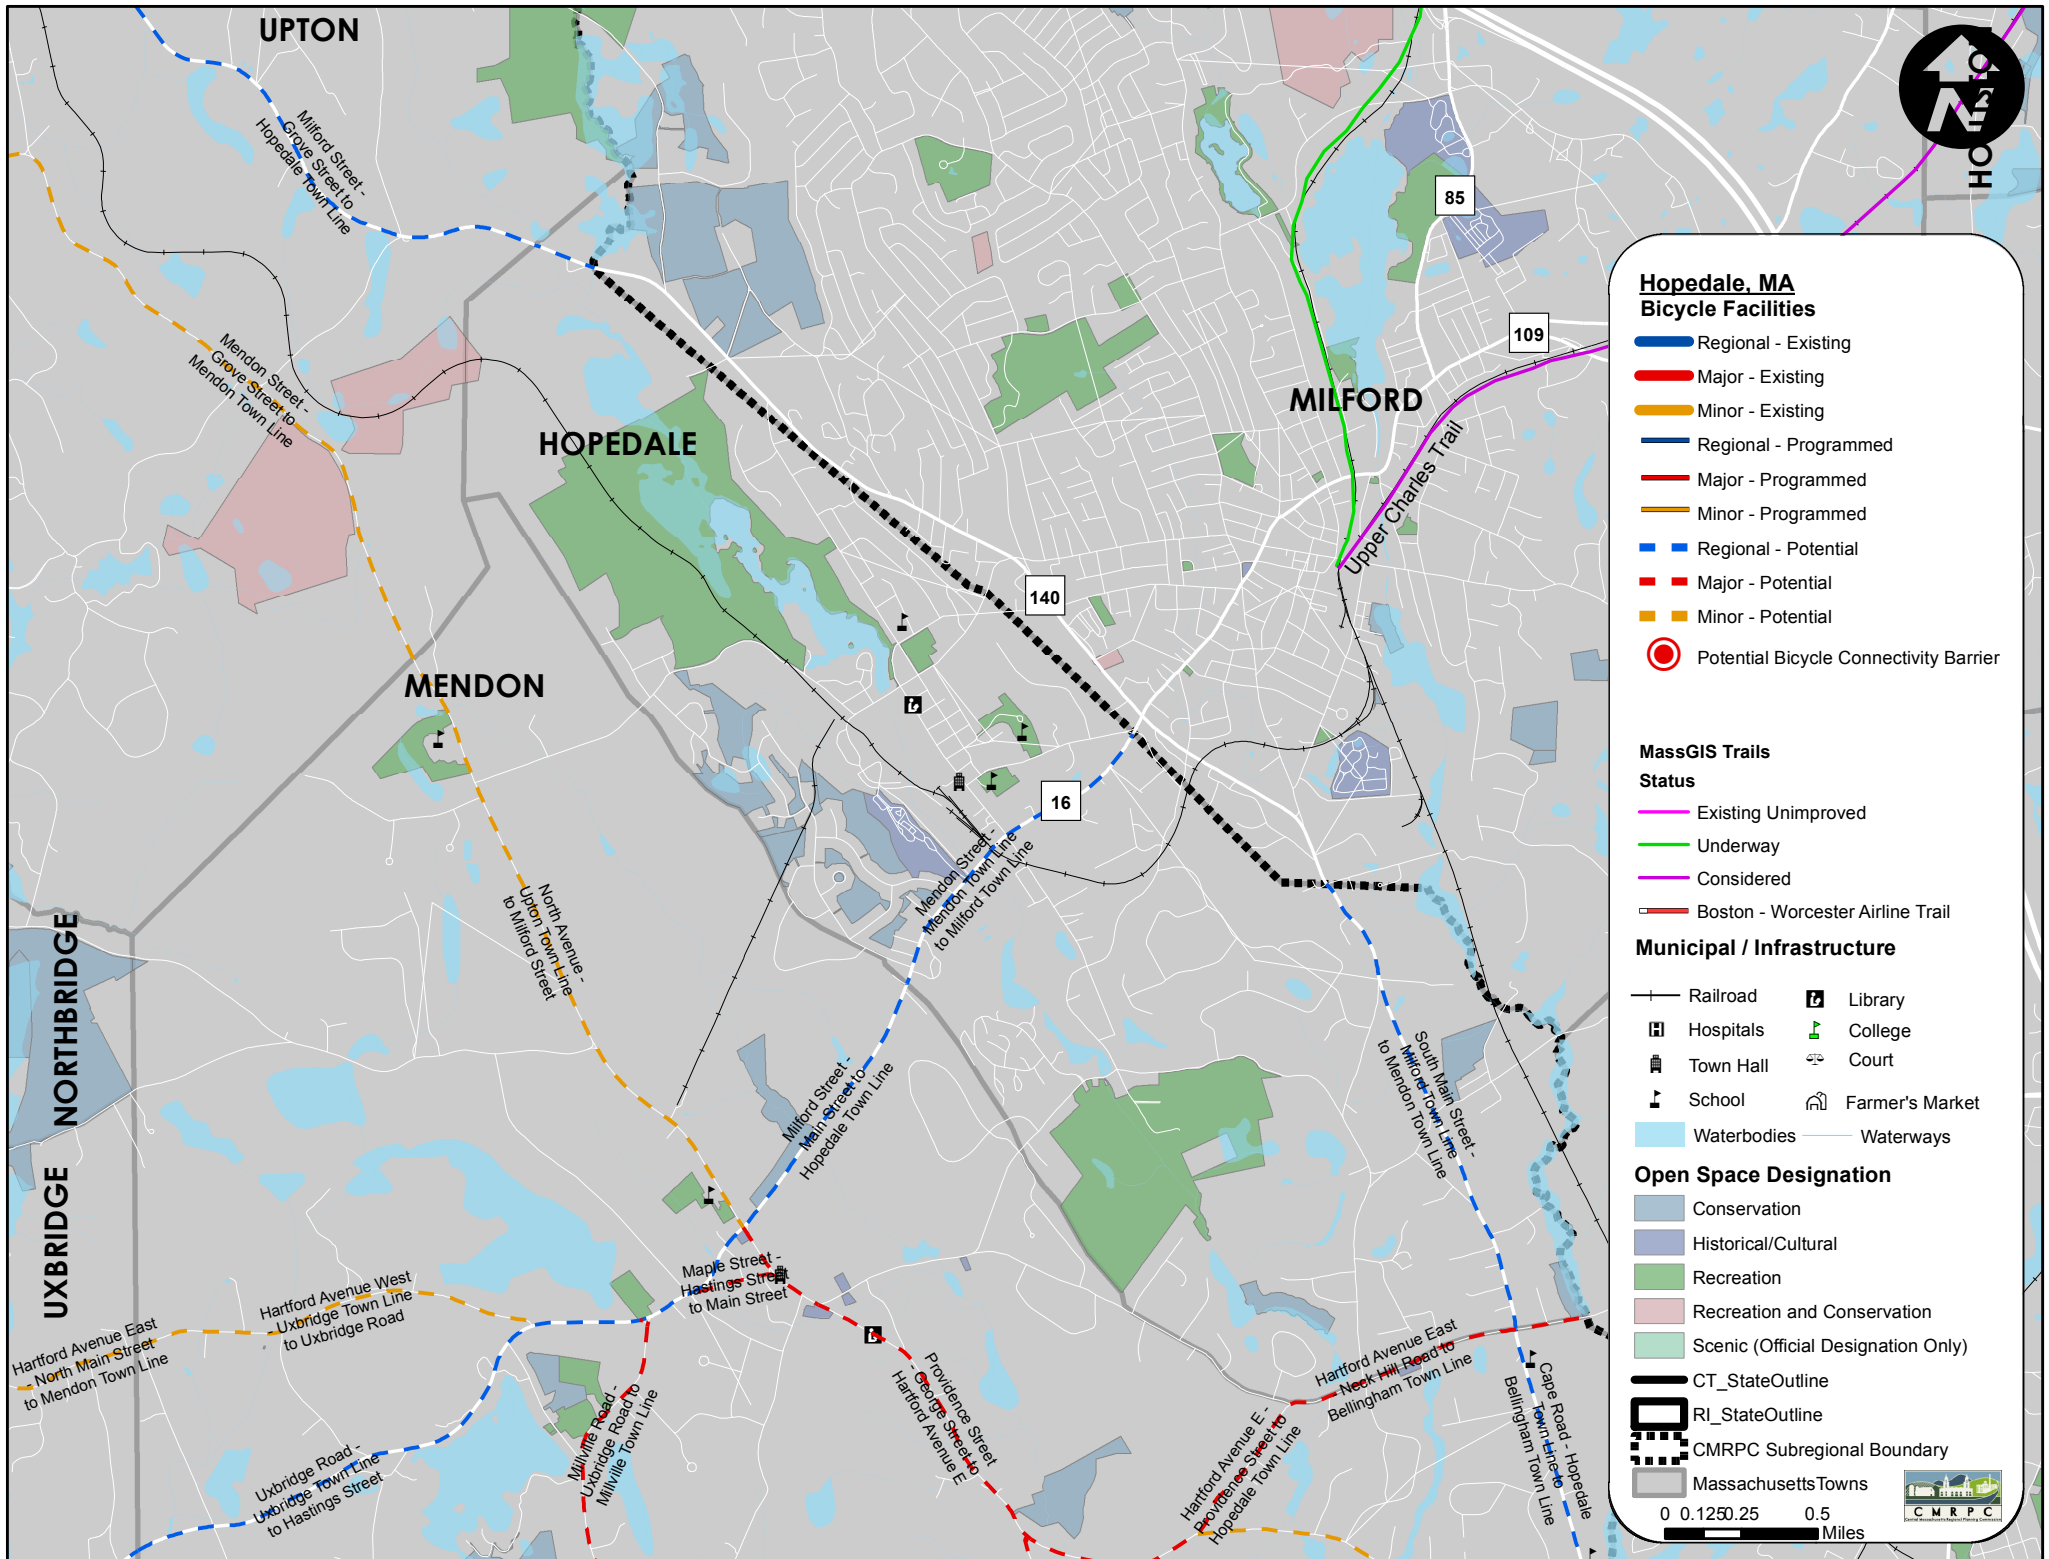 UPTON
HOLLISTON
N
Milford Street -
Grove Street to
Hopedale Town Line
85
109
Mendon Street -
Grove Street to
Mendon Town Line
MILFORD
HOPEDALE
Upper Charles Trail
140
MENDON
16
Mendon Street -
Mendon Town Line
to Milford Town Line
North Avenue -
Upton Town Line
to Milford Street
NORTHBRIDGE
UXBRIDGE
Milford Street -
Main Street to
Hopedale Town Line
South Main Street -
Milford Town Line
to Mendon Town Line
Maple Street -
Hastings Street
to Main Street
Hartford Avenue West
- Uxbridge Town Line
to Uxbridge Road
Hartford Avenue East
- North Main Street
to Mendon Town Line
Uxbridge Road -
Uxbridge Town Line
to Hastings Street
Millville Road -
Uxbridge Road to
Millville Town Line
Providence Street
- George Street to
Hartford Avenue E
Hartford Avenue East
- Neck Hill Road to
Bellingham Town Line
Hartford Avenue E -
Providence Street to
Hopedale Town Line
Cape Road - Hopedale
Town Line to
Bellingham Town Line
Hopedale, MA
Bicycle Facilities
Regional - Existing
Major - Existing
Minor - Existing
Regional - Programmed
Major - Programmed
Minor - Programmed
Regional - Potential
Major - Potential
Minor - Potential
Potential Bicycle Connectivity Barrier
MassGIS Trails
Status
Existing Unimproved
Underway
Considered
Boston - Worcester Airline Trail
Municipal / Infrastructure
Railroad
Library
Hospitals
College
Town Hall
Court
School
Farmer's Market
Waterbodies
Waterways
Open Space Designation
Conservation
Historical/Cultural
Recreation
Recreation and Conservation
Scenic (Official Designation Only)
CT_StateOutline
RI_StateOutline
CMRPC Subregional Boundary
MassachusettsTowns
0 0.125 0.25 0.5
Miles
CMRPC